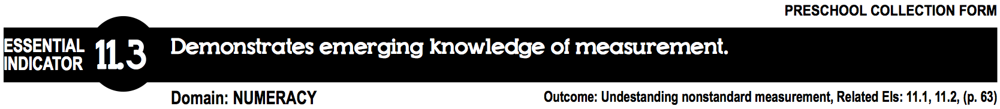 PRESCHOOL COLLECTION FORM
ESSENTIAL
INDICATOR
11.3
Demonstrates emerging knowledge of measurement.
Domain: NUMERACY
Outcome: Undestanding nonstandard measurement, Related EIs: 11.1, 11.2, (p. 63)